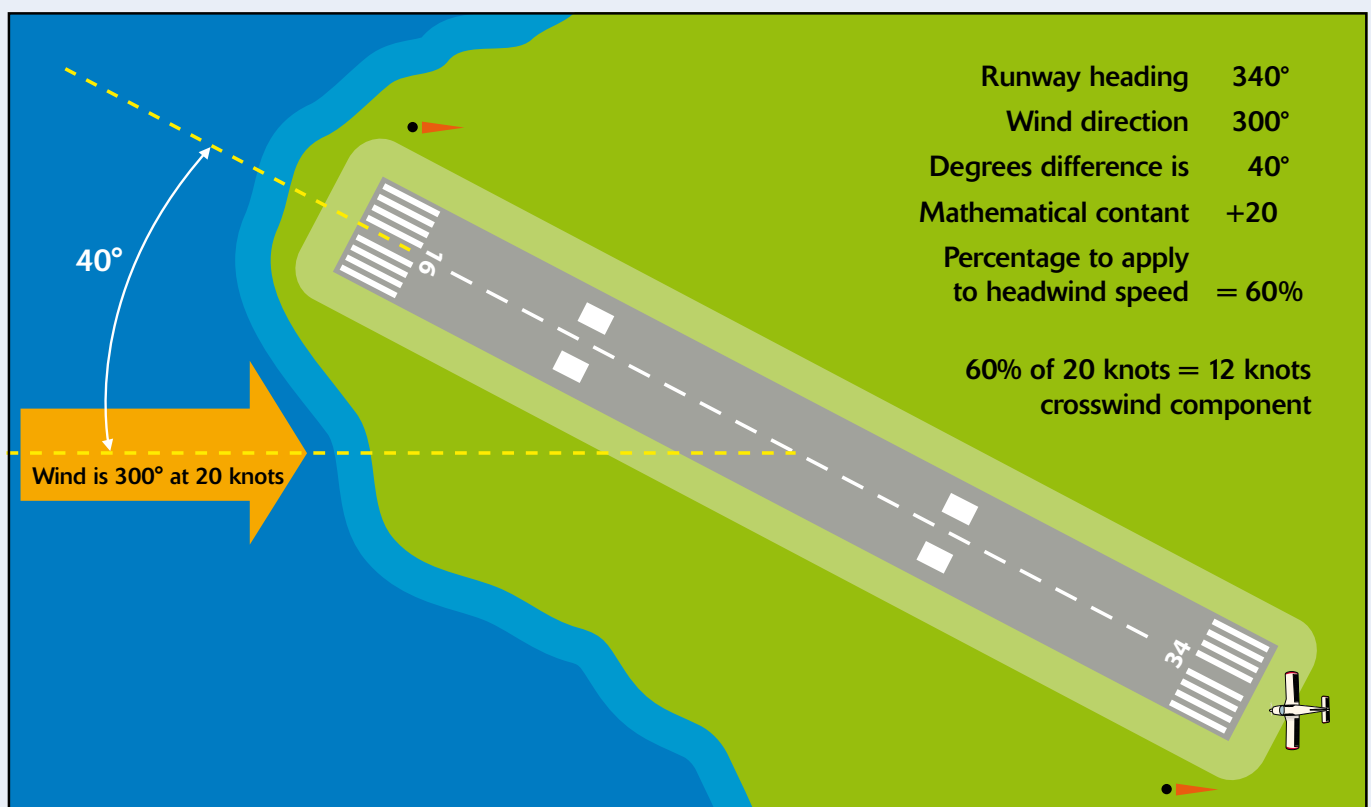 Runway heading 340°
Wind direction 300°
Degrees difference is 40°
Mathematical contant +20
Percentage to apply
to headwind speed = 60%
60% of 20 knots = 12 knots
crosswind component
40°
16
Wind is 300° at 20 knots
34